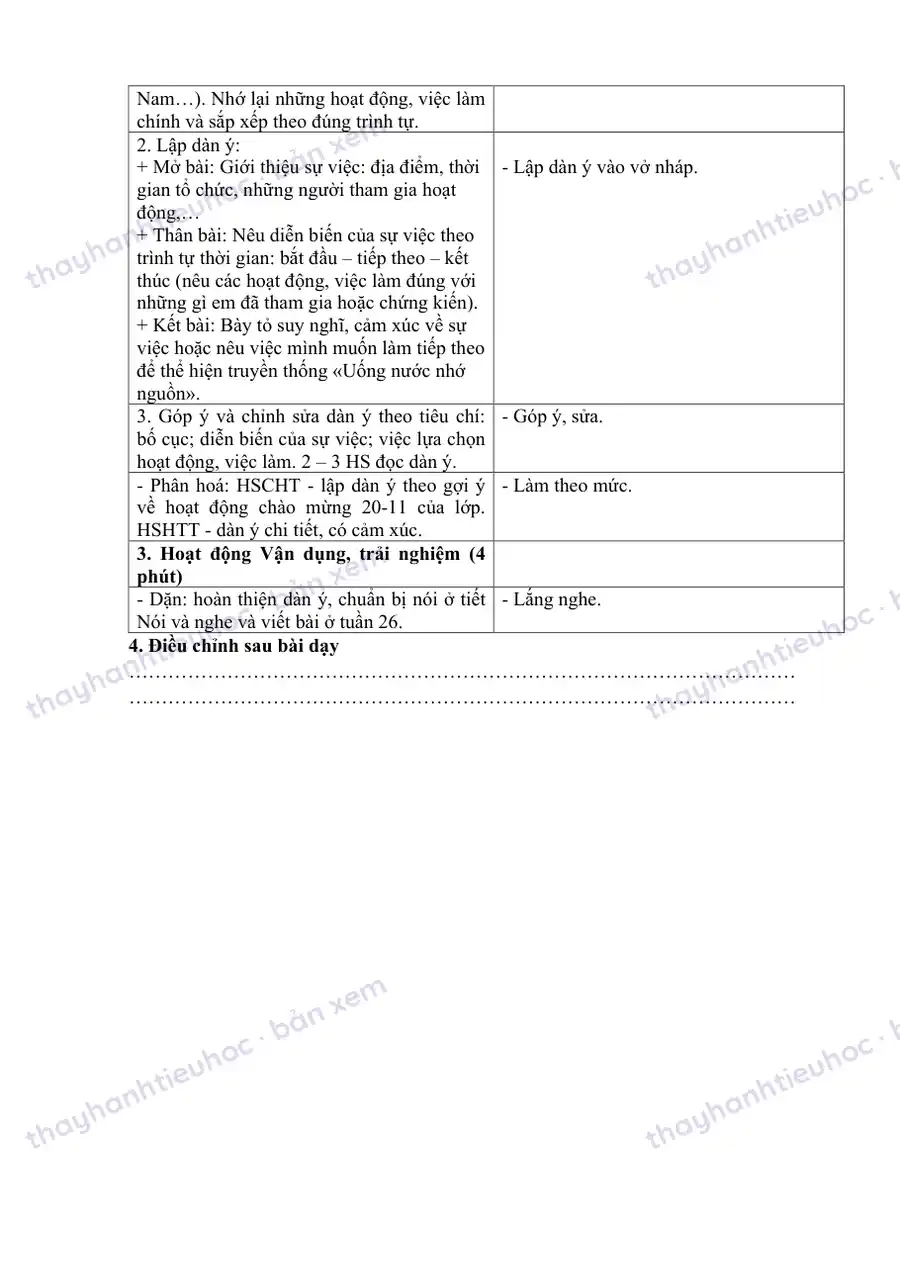 Nam…). Nhớ lại những hoạt động, việc làm
chính và sắp xếp theo đúng trình tự.
2. Lập dàn ý:
+ Mở bài: Giới thiệu sự việc: địa điểm, thời
gian tổ chức, những người tham gia hoạt
động,…
+ Thân bài: Nêu diễn biến của sự việc theo
trình tự thời gian: bắt đầu – tiếp theo – kết
thúc (nêu các hoạt động, việc làm đúng với
những gì em đã tham gia hoặc chứng kiến).
+ Kết bài: Bày tỏ suy nghĩ, cảm xúc về sự
việc hoặc nêu việc mình muốn làm tiếp theo
để thể hiện truyền thống «Uống nước nhớ
nguồn».
- Lập dàn ý vào vở nháp.
3. Góp ý và chỉnh sửa dàn ý theo tiêu chí:
bố cục; diễn biến của sự việc; việc lựa chọn
hoạt động, việc làm. 2 – 3 HS đọc dàn ý.
- Góp ý, sửa.
- Phân hoá: HSCHT - lập dàn ý theo gợi ý
về hoạt động chào mừng 20-11 của lớp.
HSHTT - dàn ý chi tiết, có cảm xúc.
- Làm theo mức.
3. Hoạt động Vận dụng, trải nghiệm (4
phút)
- Dặn: hoàn thiện dàn ý, chuẩn bị nói ở tiết
Nói và nghe và viết bài ở tuần 26.
- Lắng nghe.
4. Điều chỉnh sau bài dạy
………………………………………………………………………………………
………………………………………………………………………………………
thayhanhtieuhoc · bản xem
thayhanhtieuhoc · b
thayhanhtieuhoc · bản xem
thayhanhtieuhoc · b
thayhanhtieuhoc · bản xem
thayhanhtieuhoc · b